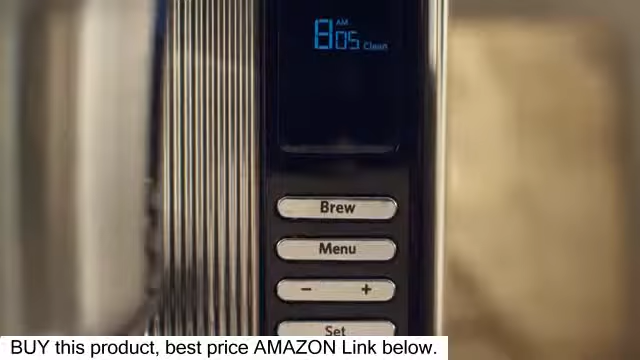 AM
8 05 Clean
Brew
Menu
- +
Set
BUY this product, best price AMAZON Link below.